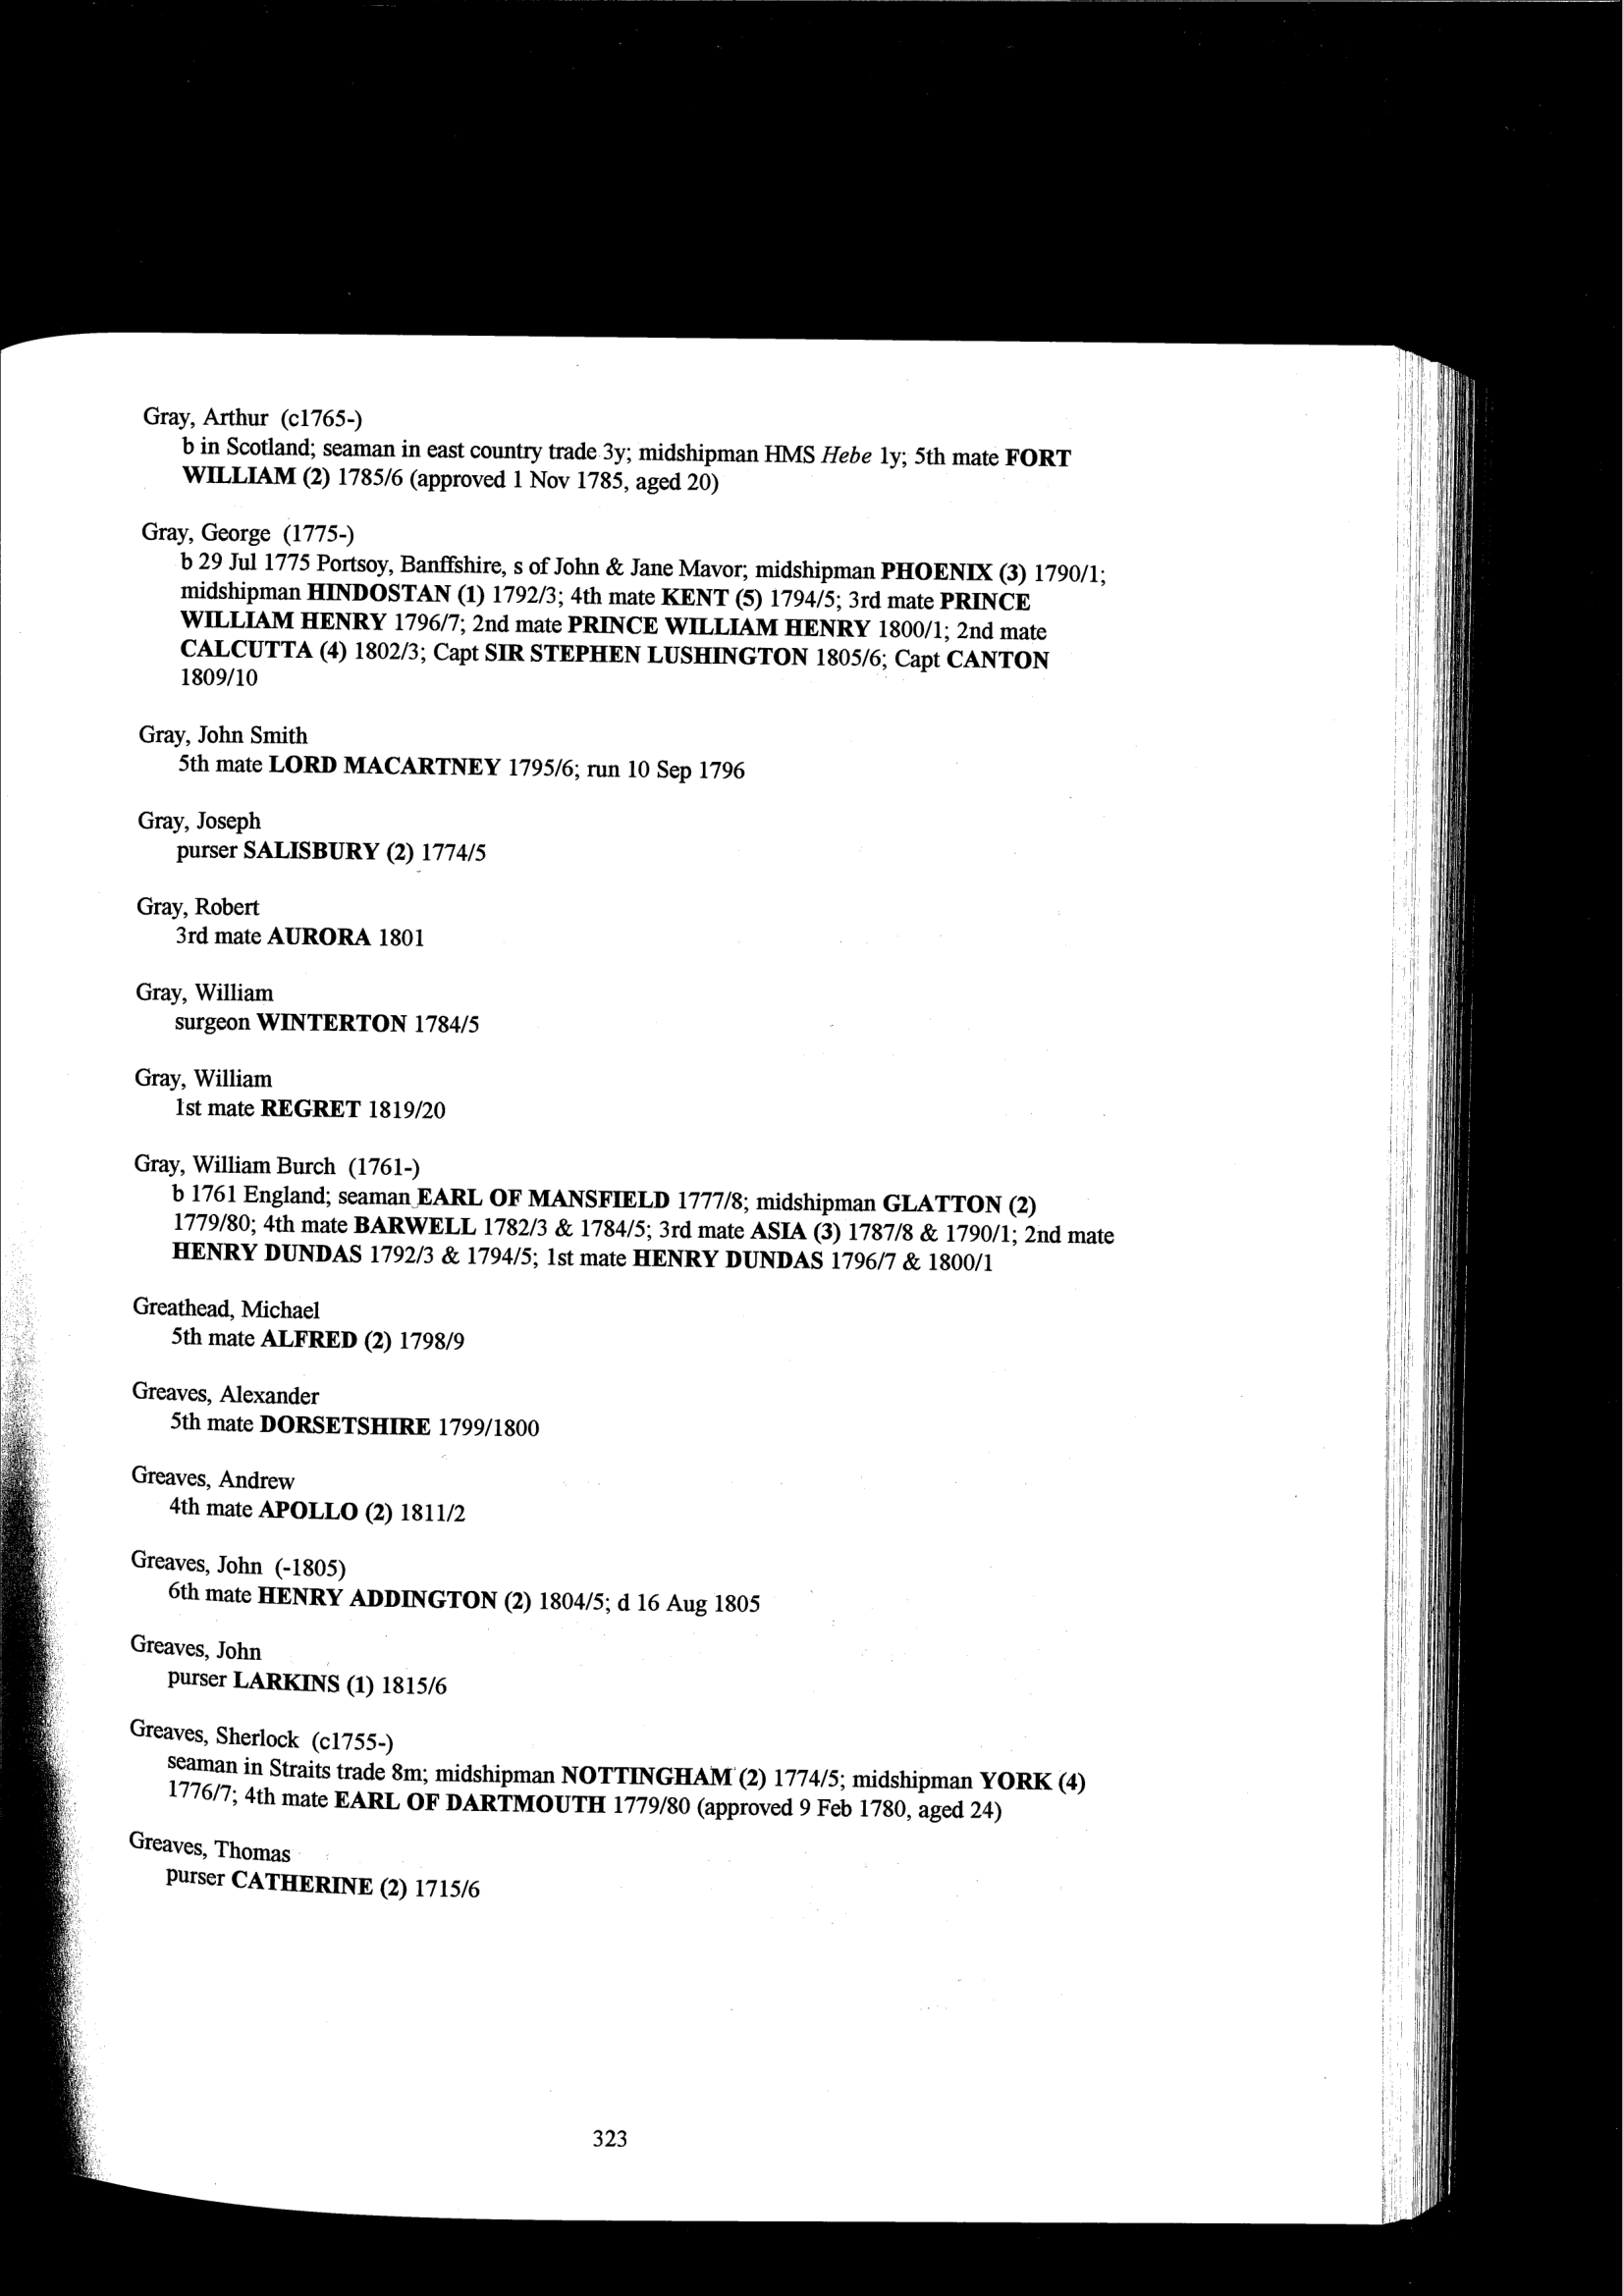 Gray, Arthur (c1765-)
b in Scotland; seaman in east country trade 3y; midshipman HMS Hebe 1y; 5th mate FORT
WILLIAM (2) 1785/6 (approved 1 Nov 1785, aged 20)
Gray, George (1775-)
b 29 Jul 1775 Portsoy, Banffshire, s of John & Jane Mavor; midshipman PHOENIX (3) 1790/1;
midshipman HINDOSTAN (1) 1792/3; 4th mate KENT (5) 1794/5; 3rd mate PRINCE
WILLIAM HENRY 1796/7; 2nd mate PRINCE WILLIAM HENRY 1800/1; 2nd mate
CALCUTTA (4) 1802/3; Capt SIR STEPHEN LUSHINGTON 1805/6; Capt CANTON
1809/10
Gray, John Smith
5th mate LORD MACARTNEY 1795/6; run 10 Sep 1796
Gray, Joseph
purser SALISBURY (2) 1774/5
Gray, Robert
3rd mate AURORA 1801
Gray, William
surgeon WINTERTON 1784/5
Gray, William
1st mate REGRET 1819/20
Gray, William Burch (1761-)
b 1761 England; seaman EARL OF MANSFIELD 1777/8; midshipman GLATTON (2)
1779/80; 4th mate BARWELL 1782/3 & 1784/5; 3rd mate ASIA (3) 1787/8 & 1790/1; 2nd mate
HENRY DUNDAS 1792/3 & 1794/5; 1st mate HENRY DUNDAS 1796/7 & 1800/1
Greathead, Michael
5th mate ALFRED (2) 1798/9
Greaves, Alexander
5th mate DORSETSHIRE 1799/1800
Greaves, Andrew
4th mate APOLLO (2) 1811/2
Greaves, John (-1805)
6th mate HENRY ADDINGTON (2) 1804/5; d 16 Aug 1805
Greaves, John
purser LARKINS (1) 1815/6
Greaves, Sherlock (c1755-)
seaman in Straits trade 8m; midshipman NOTTINGHAM (2) 1774/5; midshipman YORK (4)
1776/7; 4th mate EARL OF DARTMOUTH 1779/80 (approved 9 Feb 1780, aged 24)
Greaves, Thomas
purser CATHERINE (2) 1715/6
323